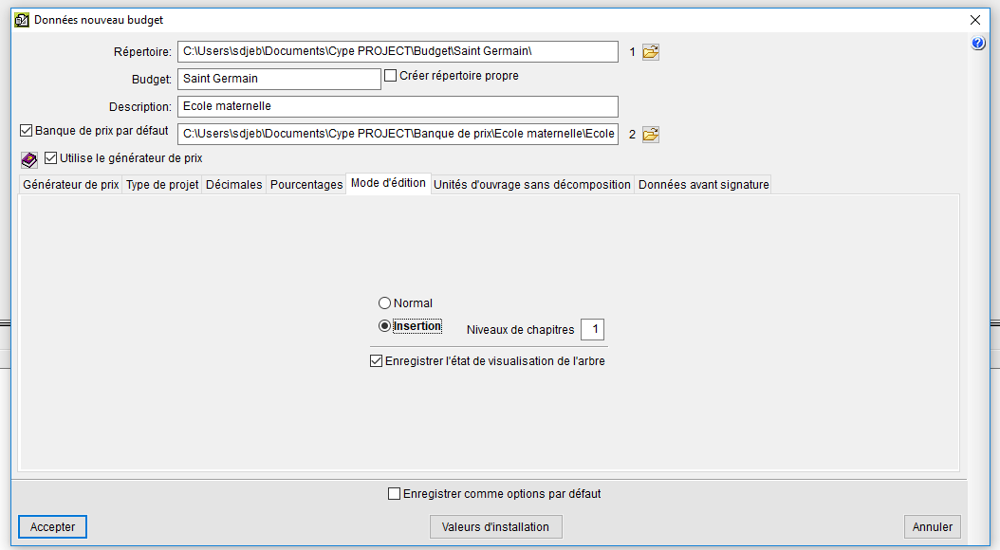 Données nouveau budget
Répertoire: C:\Users\sdjeb\Documents\Cype PROJECT\Budget\Saint Germain\ 1
Budget: Saint Germain Créer répertoire propre
Description: Ecole maternelle
Banque de prix par défaut C:\Users\sdjeb\Documents\Cype PROJECT\Banque de prix\Ecole maternelle\Ecole 2
Utilise le générateur de prix
Générateur de prix Type de projet Décimales Pourcentages Mode d'édition Unités d'ouvrage sans décomposition Données avant signature
Normal
Insertion Niveaux de chapitres 1
Enregistrer l'état de visualisation de l'arbre
Enregistrer comme options par défaut
Accepter Valeurs d'installation Annuler